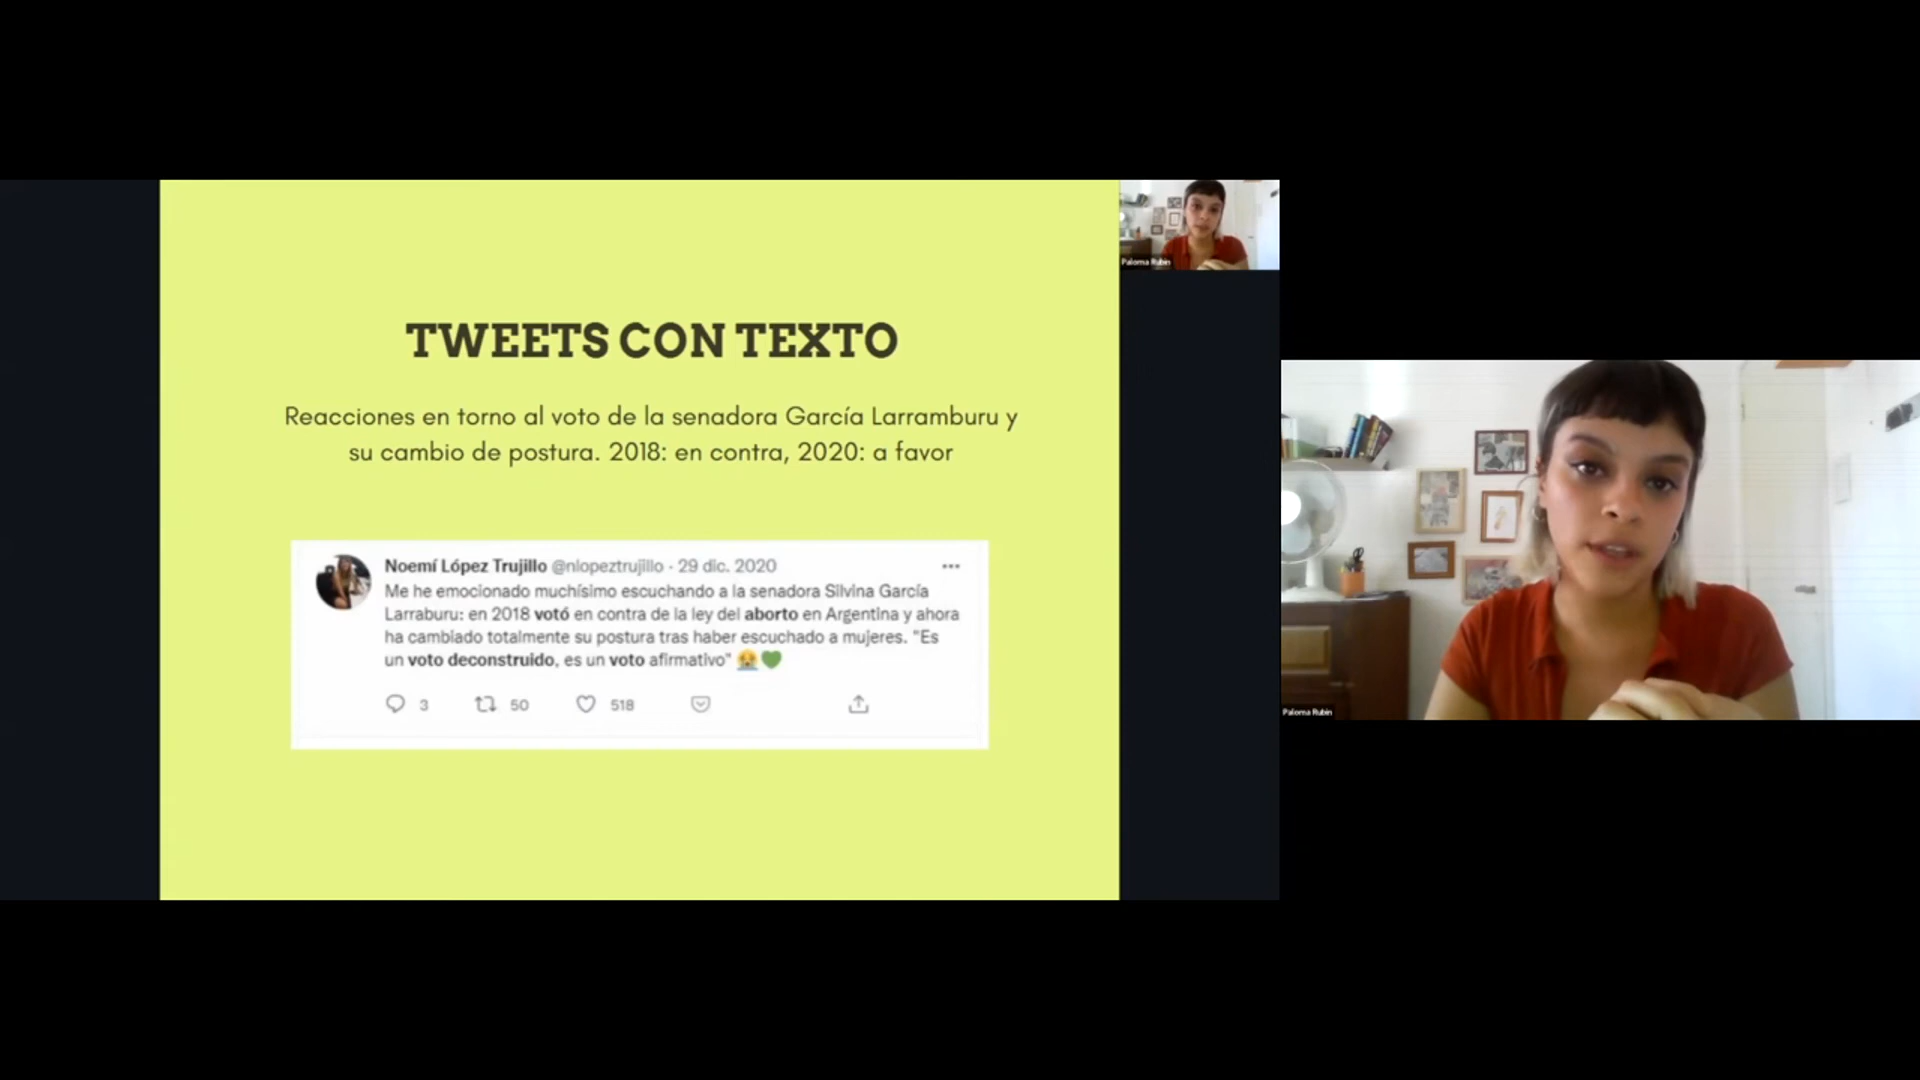 TWEETS CON TEXTO
Reacciones en torno al voto de la senadora García Larramburu y
su cambio de postura. 2018: en contra, 2020: a favor
Noemí López Trujillo @nlopeztrujillo · 29 dic. 2020
Me he emocionado muchísimo escuchando a la senadora Silvina García
Larraburu: en 2018 votó en contra de la ley del aborto en Argentina y ahora
ha cambiado totalmente su postura tras haber escuchado a mujeres. "Es
un voto deconstruido, es un voto afirmativo" 😭💚
3 50 518
Paloma Rubin
Paloma Rubin